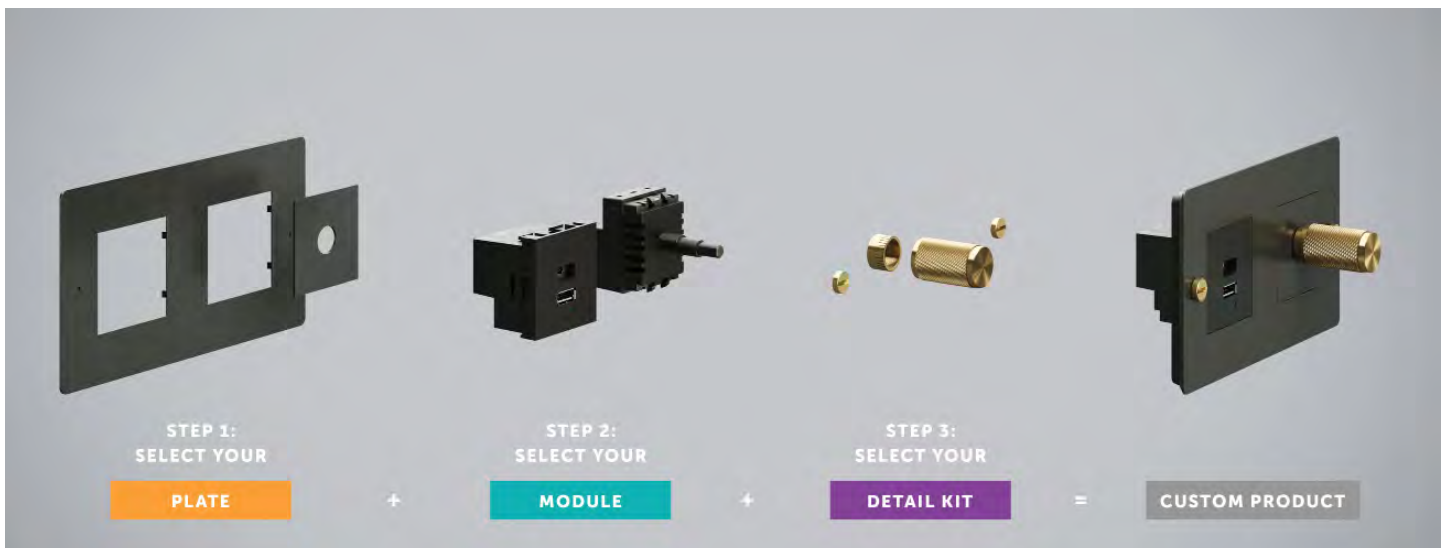 STEP 1:
SELECT YOUR
PLATE
+
STEP 2:
SELECT YOUR
MODULE
+
STEP 3:
SELECT YOUR
DETAIL KIT
=
CUSTOM PRODUCT